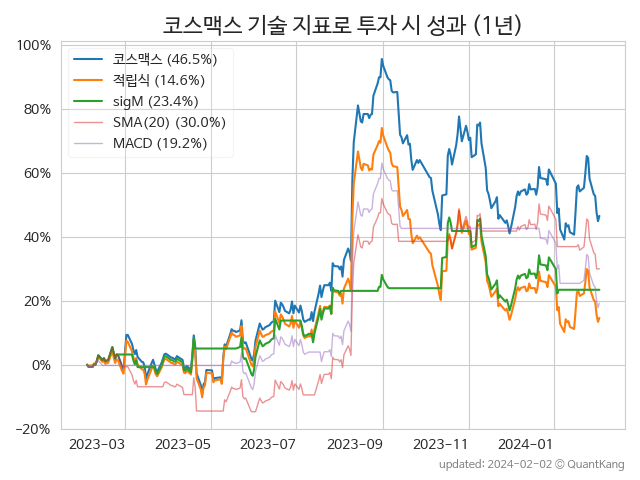 코스맥스 기술 지표로 투자 시 성과 (1년)
100%
80%
60%
40%
20%
0%
−20%
코스맥스 (46.5%)
적립식 (14.6%)
sigM (23.4%)
SMA(20) (30.0%)
MACD (19.2%)
2023-03
2023-05
2023-07
2023-09
2023-11
2024-01
updated: 2024-02-02 © QuantKang